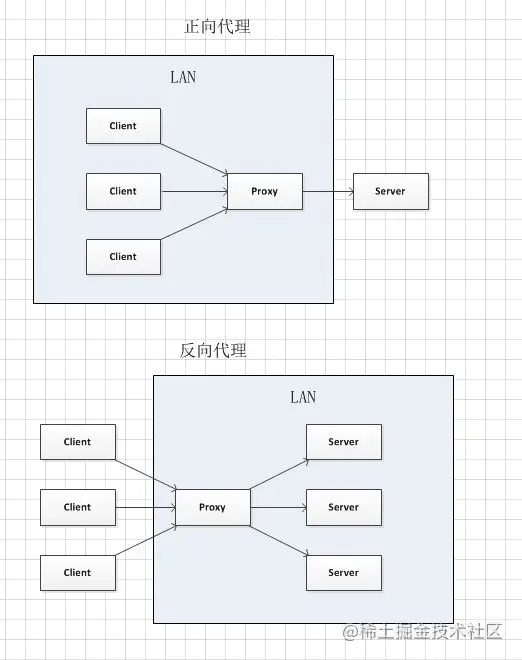 正向代理
LAN
Client
Client
Proxy
Server
Client
反向代理
LAN
Client
Server
Client
Proxy
Server
Client
Server
@稀土掘金技术社区